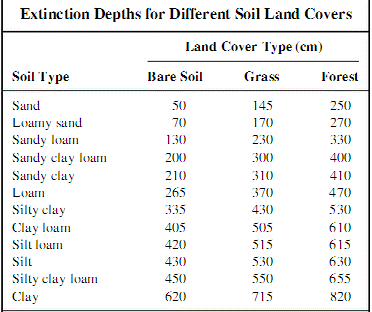 Extinction Depths for Different Soil Land Covers
Land Cover Type (cm)
Soil Type Bare Soil Grass Forest
Sand 50 145 250
Loamy sand 70 170 270
Sandy loam 130 230 330
Sandy clay loam 200 300 400
Sandy clay 210 310 410
Loam 265 370 470
Silty clay 335 430 530
Clay loam 405 505 610
Silt loam 420 515 615
Silt 430 530 630
Silty clay loam 450 550 655
Clay 620 715 820